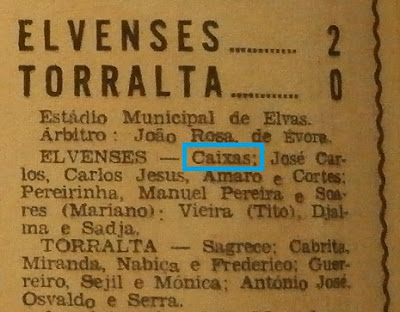 ELVENSES ............ 2
TORRALTA ............ 0
Estádio Municipal de Elvas.
Árbitro: João Rosa, de Évora.
ELVENSES — Caixas; José Car-
los, Carlos Jesus, Amaro e Cortes;
Pereirinha, Manuel Pereira e Soa-
res (Mariano); Vieira (Tito), Djal-
ma e Sadja.
TORRALTA — Sagreco; Cabrita,
Miranda, Nabiça e Frederico; Guer-
reiro, Sejil e Mónica; António José,
Osvaldo e Serra.